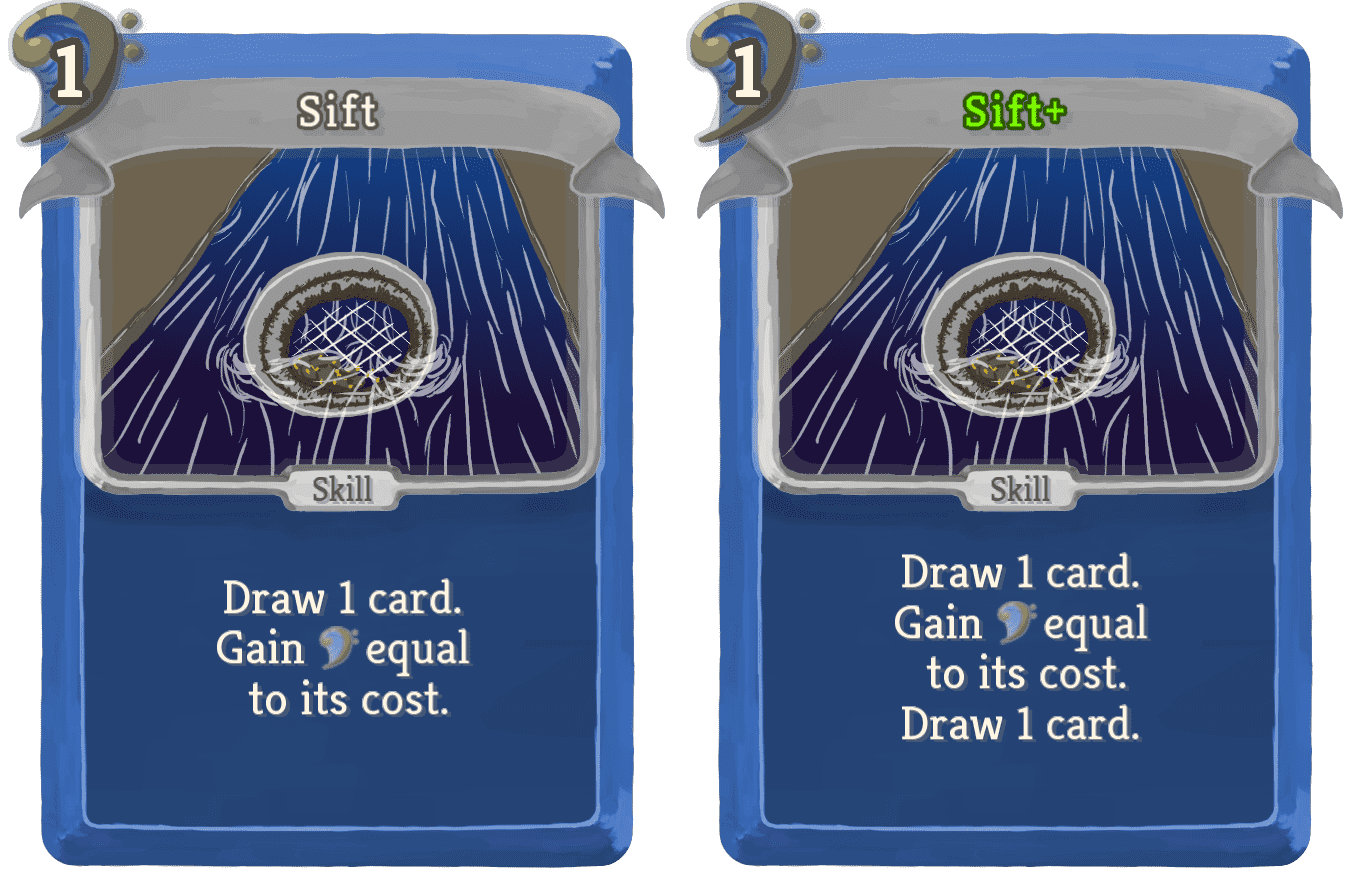 1
Sift
Skill
Draw 1 card.
Gain equal
to its cost.
1
Sift+
Skill
Draw 1 card.
Gain equal
to its cost.
Draw 1 card.